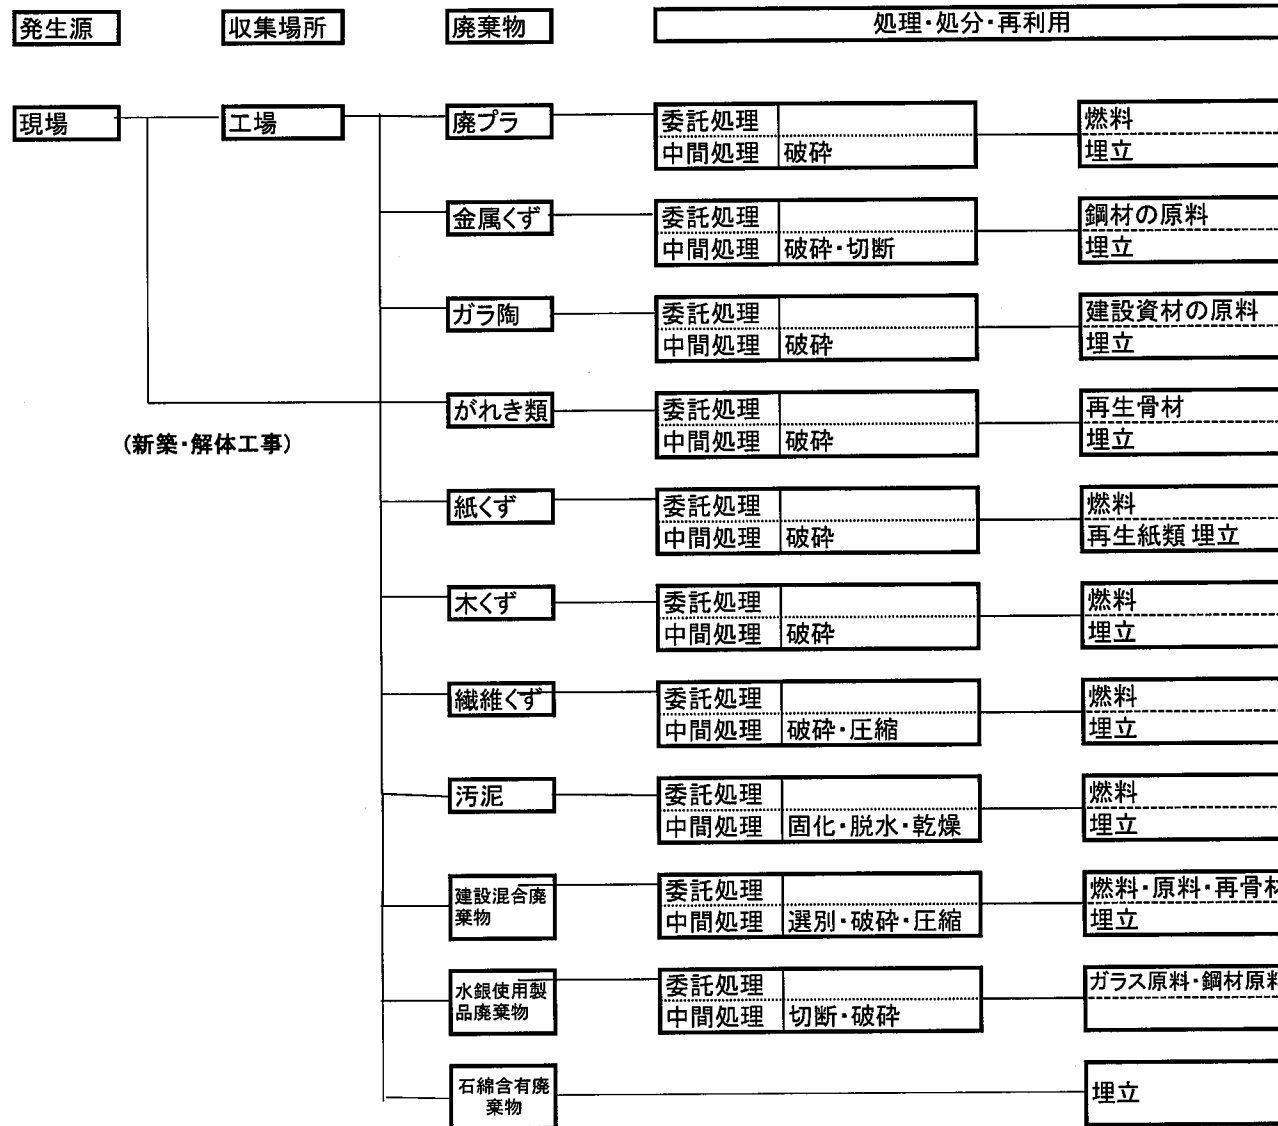 発生源 収集場所 廃棄物 処理・処分・再利用
現場 工場 廃プラ 委託処理 燃料
中間処理 破砕 埋立
金属くず 委託処理 鋼材の原料
中間処理 破砕・切断 埋立
ガラ陶 委託処理 建設資材の原料
中間処理 破砕 埋立
がれき類 委託処理 再生骨材
中間処理 破砕 埋立
(新築・解体工事)
紙くず 委託処理 燃料
中間処理 破砕 再生紙類 埋立
木くず 委託処理 燃料
中間処理 破砕 埋立
繊維くず 委託処理 燃料
中間処理 破砕・圧縮 埋立
汚泥 委託処理 燃料
中間処理 固化・脱水・乾燥 埋立
建設混合廃 委託処理 燃料・原料・再骨材
棄物 中間処理 選別・破砕・圧縮 埋立
水銀使用製 委託処理 ガラス原料・鋼材原料
品廃棄物 中間処理 切断・破砕
石綿含有廃 埋立
棄物